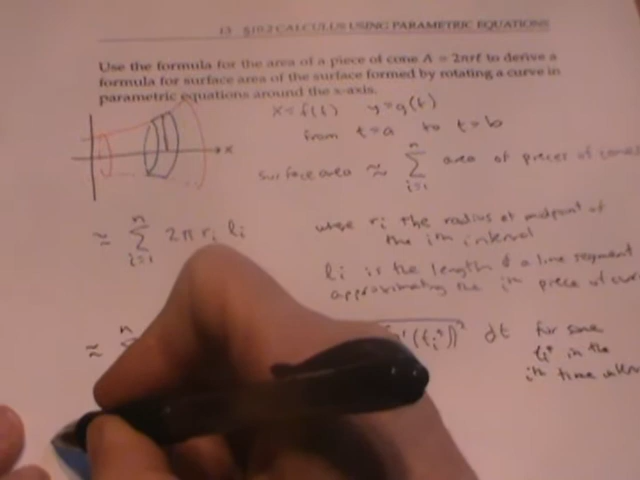 13 §10.2 CALCULUS USING PARAMETRIC EQUATIONS
Use the formula for the area of a piece of cone A = 2πrℓ to derive a
formula for surface area of the surface formed by rotating a curve in
parametric equations around the x-axis.
x = f(t) y = g(t)
from t=a to t=b
x
surface area ≈ n ∑ i=1 area of pieces of cones
≈ n ∑ i=1 2π ri li
where ri the radius at midpoint of
the ith interval
li is the length of a line segment
approximating the ith piece of
≈ n (ti*))² dt for some
ti* in the
ith time